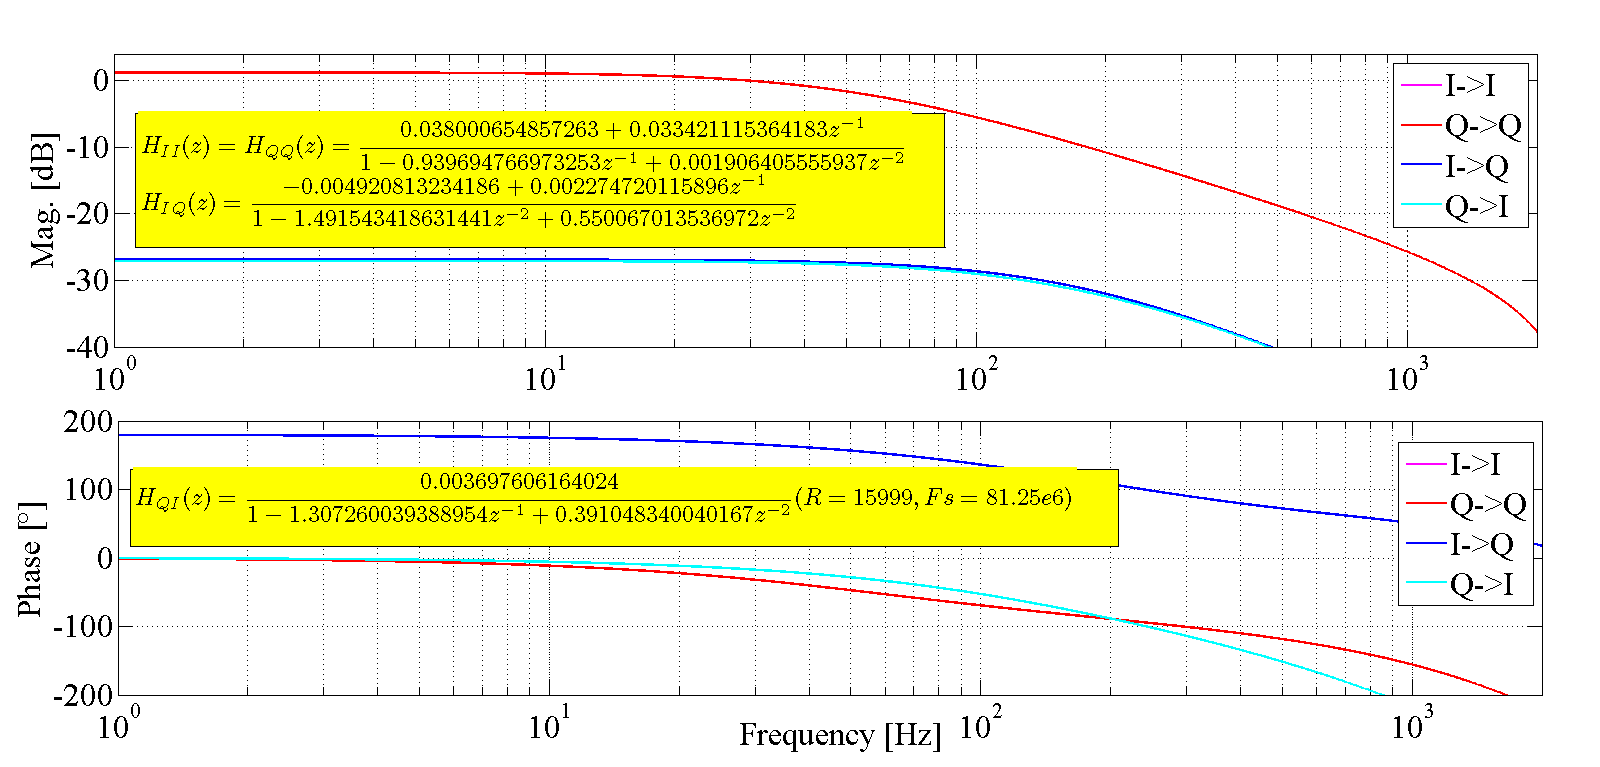 0
-10
-20
-30
-40
Mag. [dB]
H_{II}(z) = H_{QQ}(z) = \frac{0.038000654857263 + 0.033421115364183z^{-1}}{1 - 0.939694766973253z^{-1} + 0.001906405555937z^{-2}}
H_{IQ}(z) = \frac{-0.004920813234186 + 0.002274720115896z^{-1}}{1 - 1.491543418631441z^{-2} + 0.550067013536972z^{-2}}
I->I
Q->Q
I->Q
Q->I
10^0 10^1 10^2 10^3
200
100
0
-100
-200
Phase [°]
H_{QI}(z) = \frac{0.003697606164024}{1 - 1.307260039388954z^{-1} + 0.391048340040167z^{-2}}(R = 15999, Fs = 81.25e6)
I->I
Q->Q
I->Q
Q->I
10^0 10^1 10^2 10^3
Frequency [Hz]